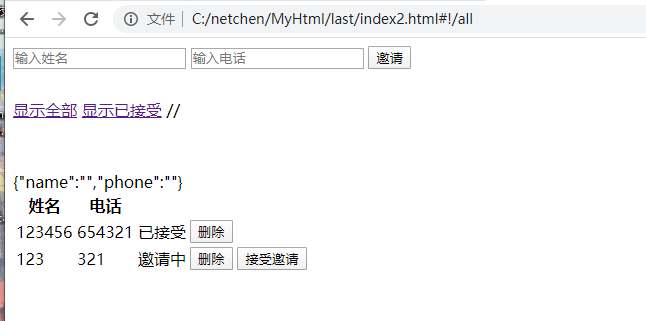 文件 | C:/netchen/MyHtml/last/index2.html#!/all
输入姓名 输入电话 邀请
显示全部 显示已接受 //
{"name":"","phone":""}
姓名 电话
123456 654321 已接受 删除
123 321 邀请中 删除 接受邀请